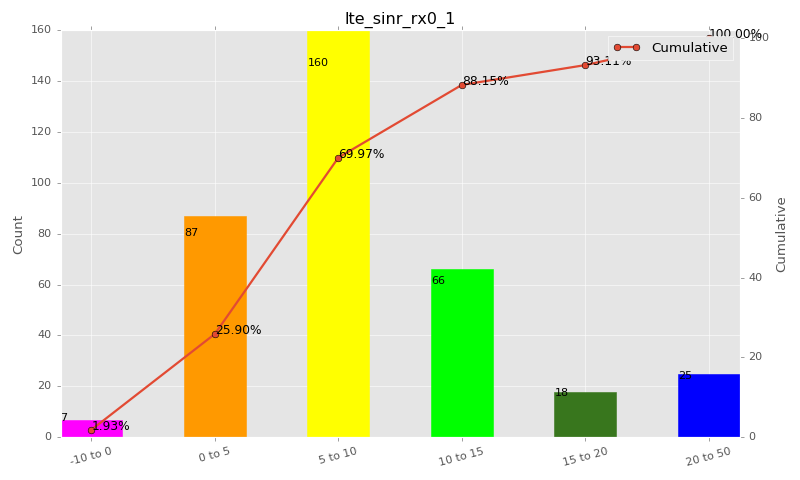 lte_sinr_rx0_1
160
140
120
100
80
60
40
20
0
Count
100
80
60
40
20
0
Cumulative
Cumulative
7
87
160
66
18
25
1.93%
25.90%
69.97%
88.15%
93.11%
100.00%
-10 to 0
0 to 5
5 to 10
10 to 15
15 to 20
20 to 50